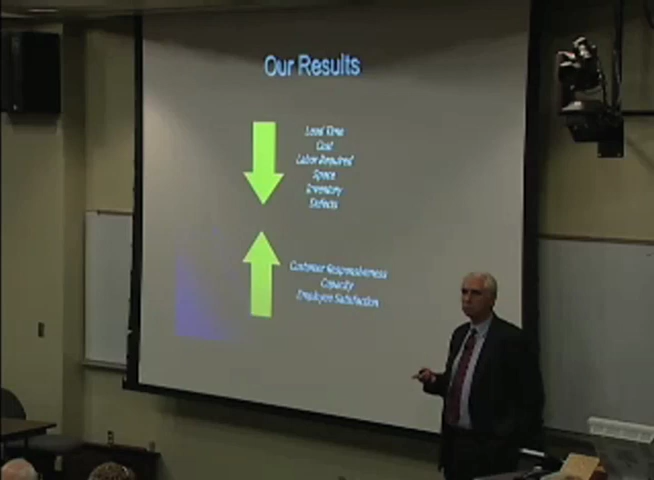 Our Results
Lead Time
Cost
Labor Required
Space
Inventory
Defects
Customer Responsiveness
Capacity
Employee Satisfaction